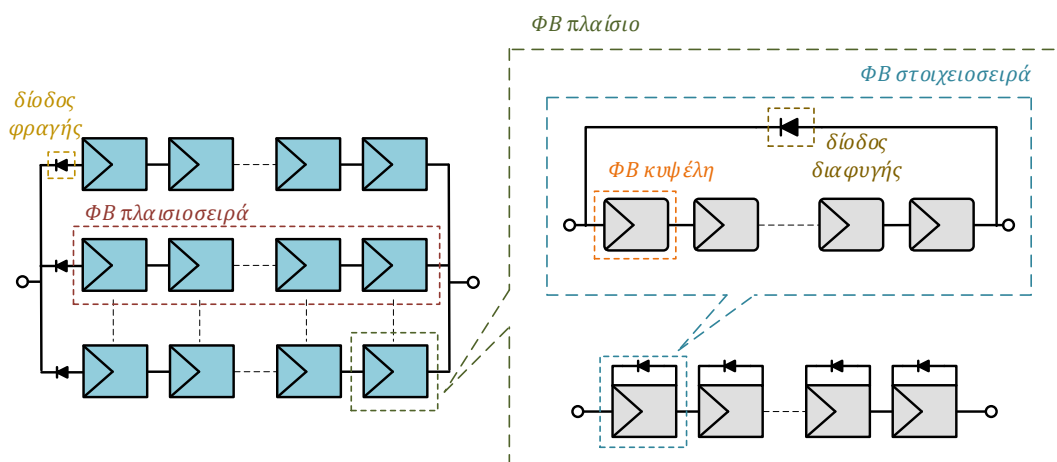 ΦΒ πλαίσιο
ΦΒ στοιχειοσειρά
δίοδος
φραγής
δίοδος
διαφυγής
ΦΒ κυψέλη
ΦΒ πλαισιοσειρά